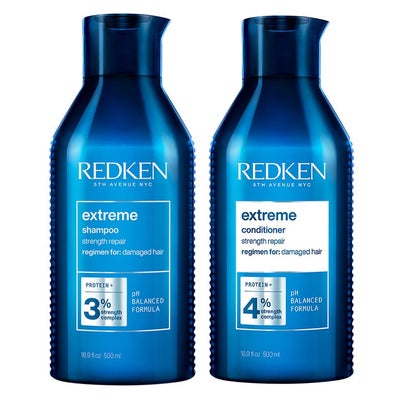 REDKEN
5TH AVENUE NYC
extreme
shampoo
strength repair
regimen for: damaged hair
PROTEIN+
3% strength complex
pH
BALANCED
FORMULA
16.9 fl oz 500 ml
REDKEN
5TH AVENUE NYC
extreme
conditioner
strength repair
regimen for: damaged hair
PROTEIN+
4% strength complex
pH
BALANCED
FORMULA
16.9 fl oz 500 ml